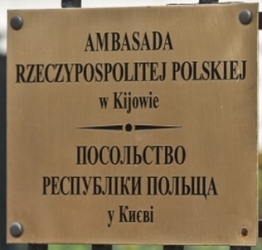 AMBASADA
RZECZYPOSPOLITEJ POLSKIEJ
w Kijowie
ПОСОЛЬСТВО
РЕСПУБЛІКИ ПОЛЬЩА
у Києві